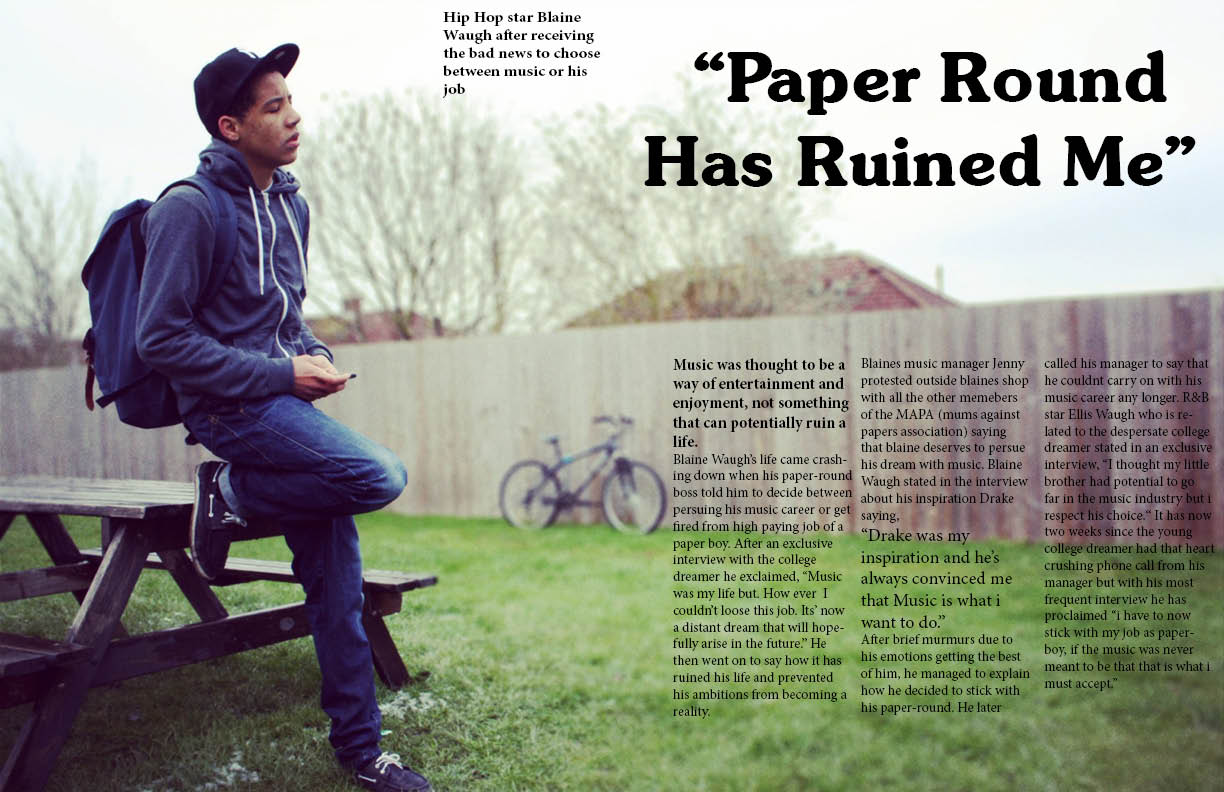 Hip Hop star Blaine
Waugh after receiving
the bad news to choose
between music or his
job
“Paper Round
Has Ruined Me”
Music was thought to be a
way of entertainment and
enjoyment, not something
that can potentially ruin a
life.
Blaine Waugh’s life came crash-
ing down when his paper-round
boss told him to decide between
persuing his music career or get
fired from high paying job of a
paper boy. After an exclusive
interview with the college
dreamer he exclaimed, “Music
was my life but. How ever I
couldn’t loose this job. Its’ now
a distant dream that will hope-
fully arise in the future.” He
then went on to say how it has
ruined his life and prevented
his ambitions from becoming a
reality.
Blaines music manager Jenny
protested outside blaines shop
with all the other memebers
of the MAPA (mums against
papers association) saying
that blaine deserves to persue
his dream with music. Blaine
Waugh stated in the interview
about his inspiration Drake
saying,
“Drake was my
inspiration and he’s
always convinced me
that Music is what i
want to do.”
After brief murmurs due to
his emotions getting the best
of him, he managed to explain
how he decided to stick with
his paper-round. He later
called his manager to say that
he couldnt carry on with his
music career any longer. R&B
star Ellis Waugh who is re-
lated to the despersate college
dreamer stated in an exclusive
interview, “I thought my little
brother had potential to go
far in the music industry but i
respect his choice.“ It has now
two weeks since the young
college dreamer had that heart
crushing phone call from his
manager but with his most
frequent interview he has
proclaimed “i have to now
stick with my job as paper-
boy, if the music was never
meant to be that that is what i
must accept.”